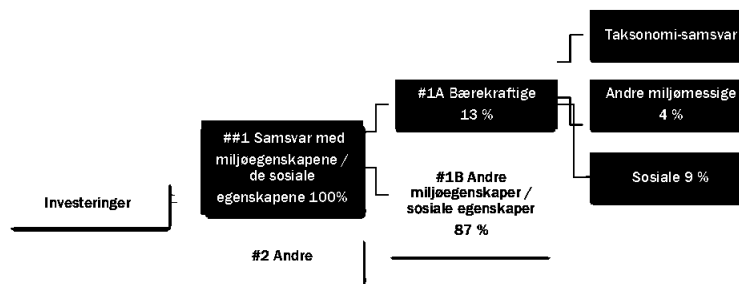 Investeringer
##1 Samsvar med
miljøegenskapene /
de sosiale
egenskapene 100%
#2 Andre
#1A Bærekraftige
13 %
#1B Andre
miljøegenskaper /
sosiale egenskaper
87 %
Taksonomi-samsvar
Andre miljømessige
4 %
Sosiale 9 %